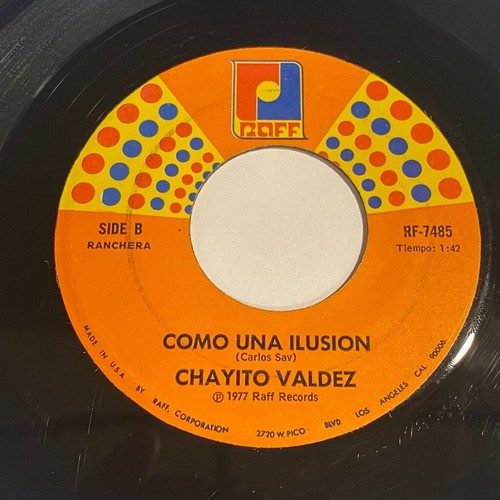 RAFF
SIDE B
RANCHERA
RF-7485
Tiempo: 1:42
COMO UNA ILUSION
(Carlos Sav)
CHAYITO VALDEZ
℗ 1977 Raff Records
MADE IN U.S.A. BY RAFF, CORPORATION 2720 W. PICO BLVD. LOS ANGELES CAL. 90006